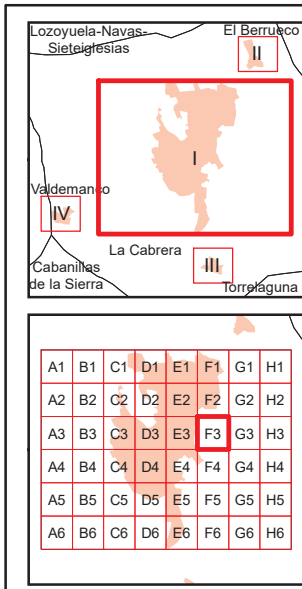 Lozoyuela-Navas-
Sieteiglesias
El Berrueco
II
I
Valdemanco
IV
La Cabrera
III
Cabanillas
de la Sierra
Torrelaguna
A1 B1 C1 D1 E1 F1 G1 H1
A2 B2 C2 D2 E2 F2 G2 H2
A3 B3 C3 D3 E3 F3 G3 H3
A4 B4 C4 D4 E4 F4 G4 H4
A5 B5 C5 D5 E5 F5 G5 H5
A6 B6 C6 D6 E6 F6 G6 H6